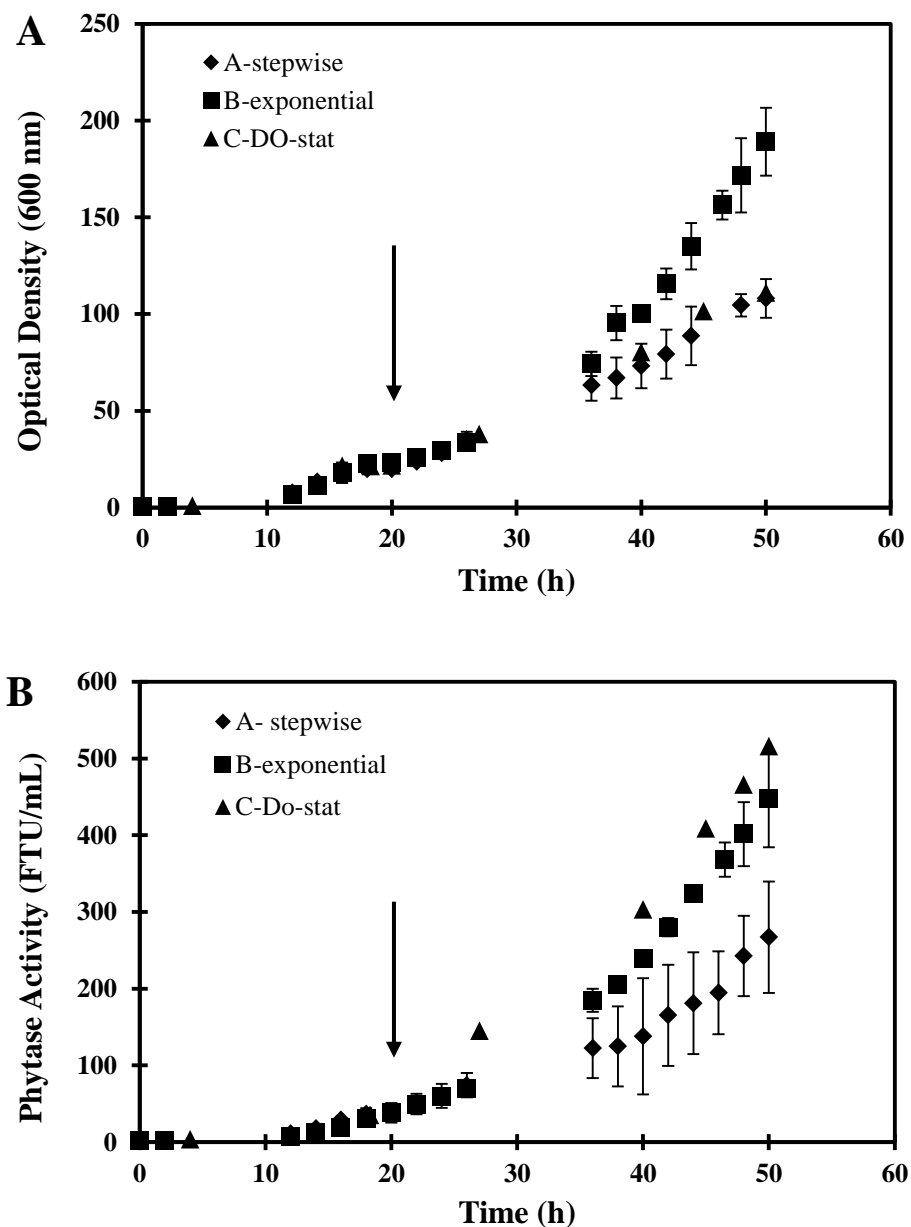 A
250
200
150
100
50
0
Optical Density (600 nm)
A-stepwise
B-exponential
C-DO-stat
0 10 20 30 40 50 60
Time (h)
B
600
500
400
300
200
100
0
Phytase Activity (FTU/mL)
A- stepwise
B-exponential
C-Do-stat
0 10 20 30 40 50 60
Time (h)